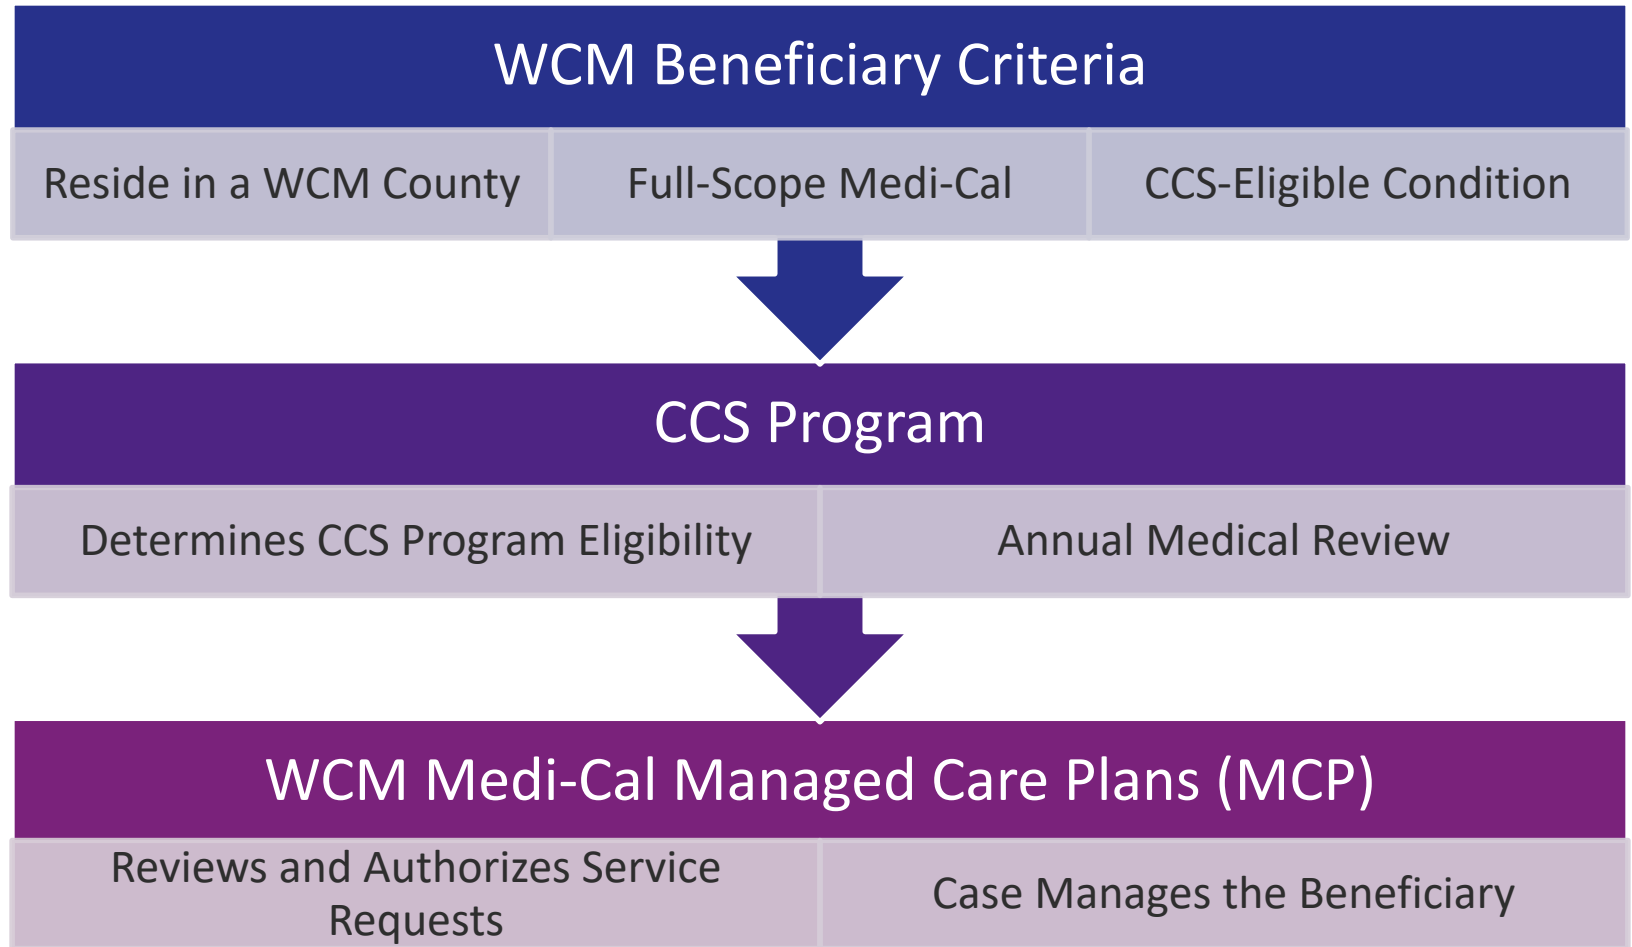 WCM Beneficiary Criteria
Reside in a WCM County
Full-Scope Medi-Cal
CCS-Eligible Condition
CCS Program
Determines CCS Program Eligibility
Annual Medical Review
WCM Medi-Cal Managed Care Plans (MCP)
Reviews and Authorizes Service
Requests
Case Manages the Beneficiary